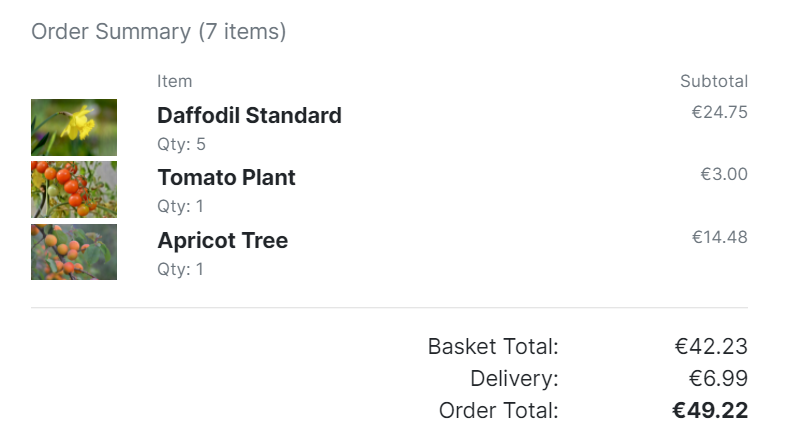 Order Summary (7 items)
Item Subtotal
Daffodil Standard €24.75
Qty: 5
Tomato Plant €3.00
Qty: 1
Apricot Tree €14.48
Qty: 1
Basket Total: €42.23
Delivery: €6.99
Order Total: €49.22